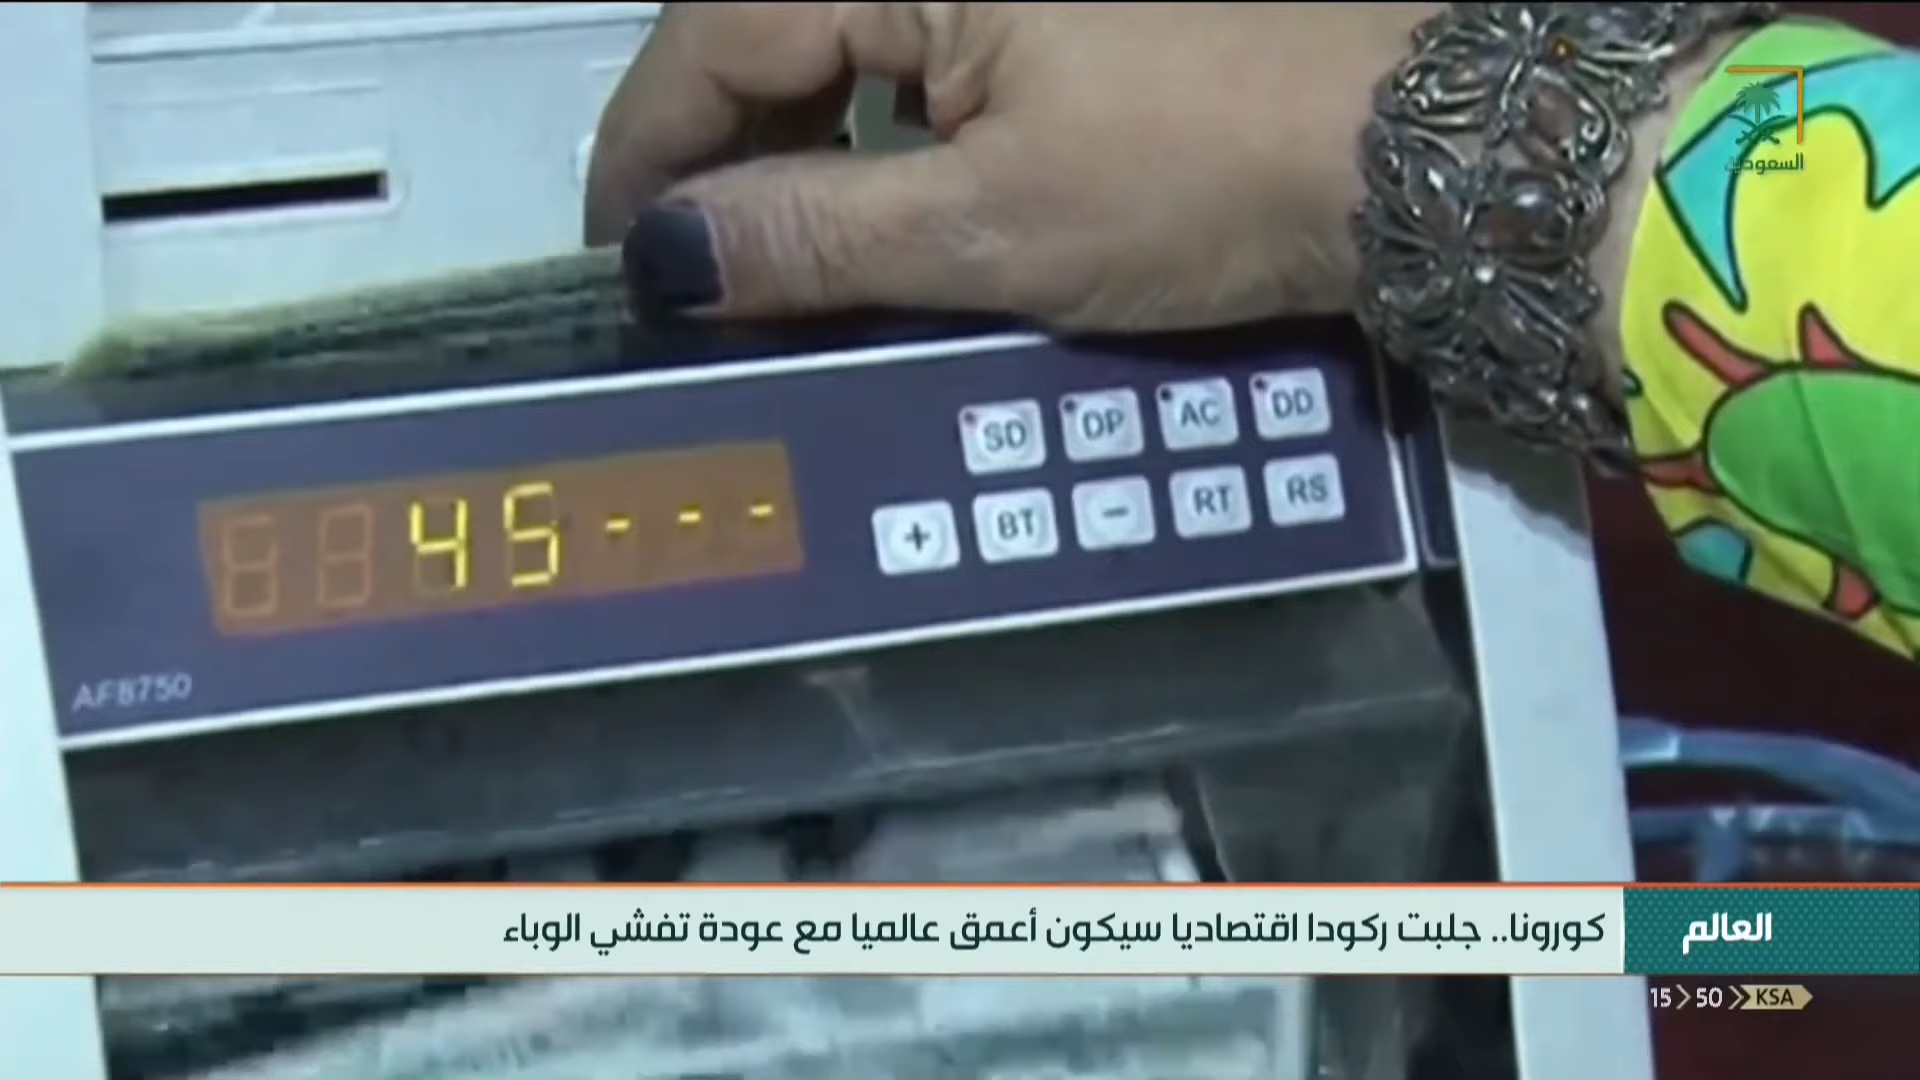 السعودية
SD DP AC DD
45---
+ BT - RT RS
AF8750
العالم
كورونا.. جلبت ركودا اقتصاديا سيكون أعمق عالميا مع عودة تفشي الوباء
15 50 KSA